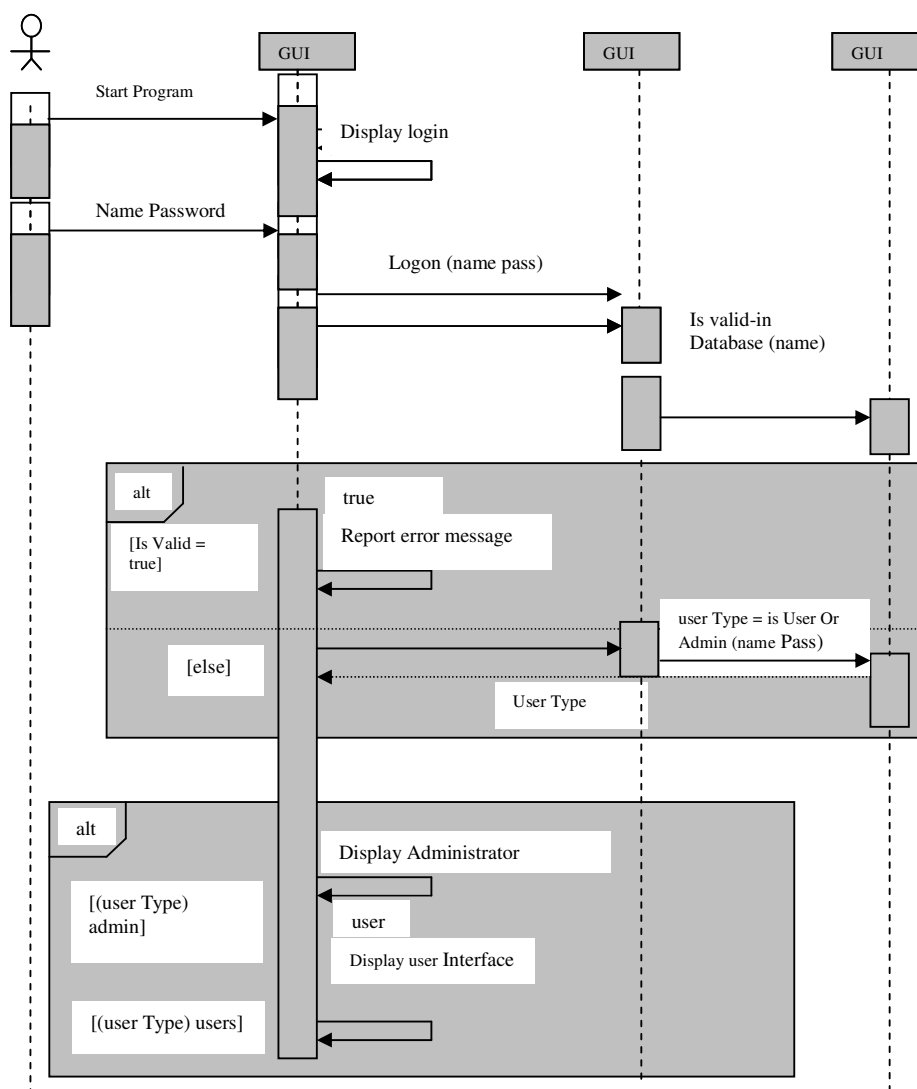 GUI
GUI
GUI
Start Program
Display login
Name Password
Logon (name pass)
Is valid-in
Database (name)
alt
true
Report error message
[Is Valid =
true]
user Type = is User Or
Admin (name Pass)
[else]
User Type
alt
Display Administrator
[(user Type)
admin]
user
Display user Interface
[(user Type) users]